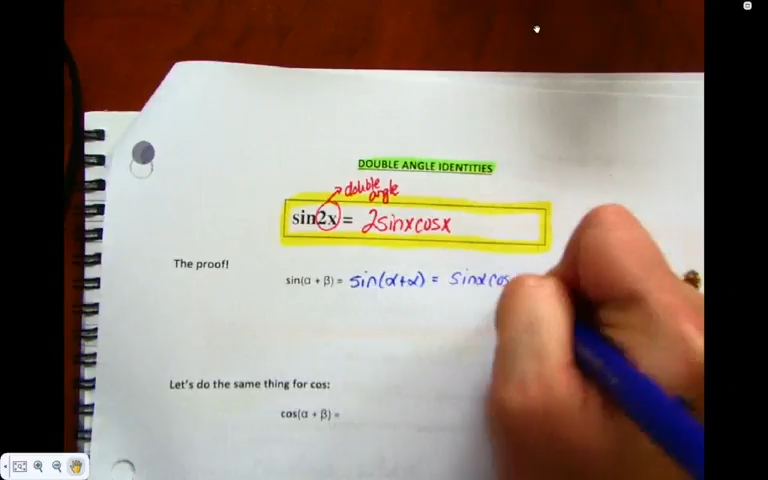 DOUBLE ANGLE IDENTITIES
double
angle
sin2x = 2sinxcosx
The proof!
sin(α + β) = sin(α+α) = sinαcos
Let's do the same thing for cos:
cos(α + β) =